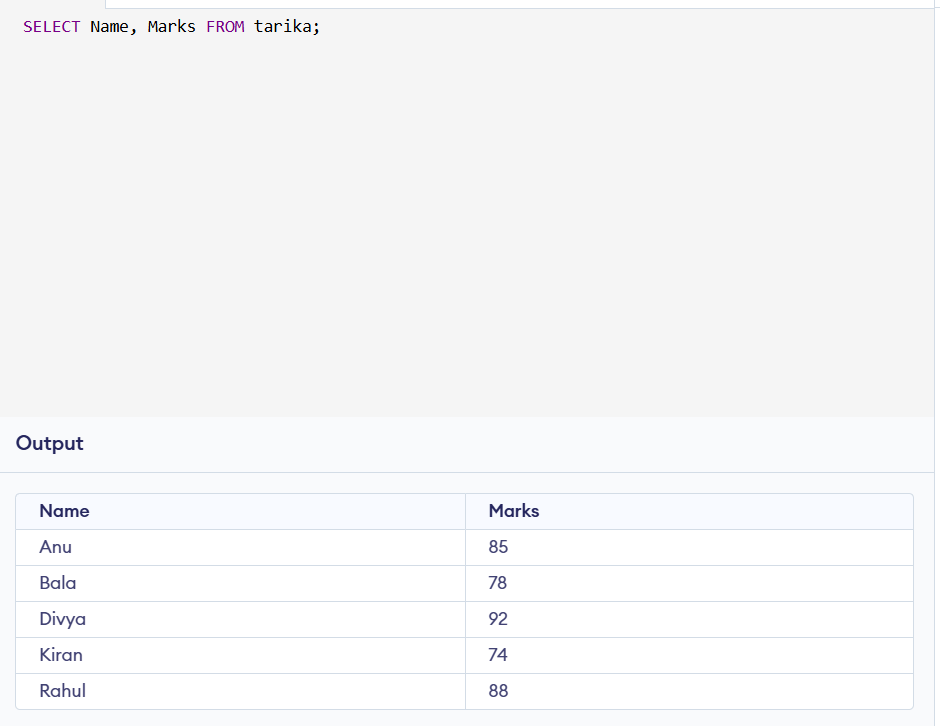 SELECT Name, Marks FROM tarika;
Output
Name Marks
Anu 85
Bala 78
Divya 92
Kiran 74
Rahul 88